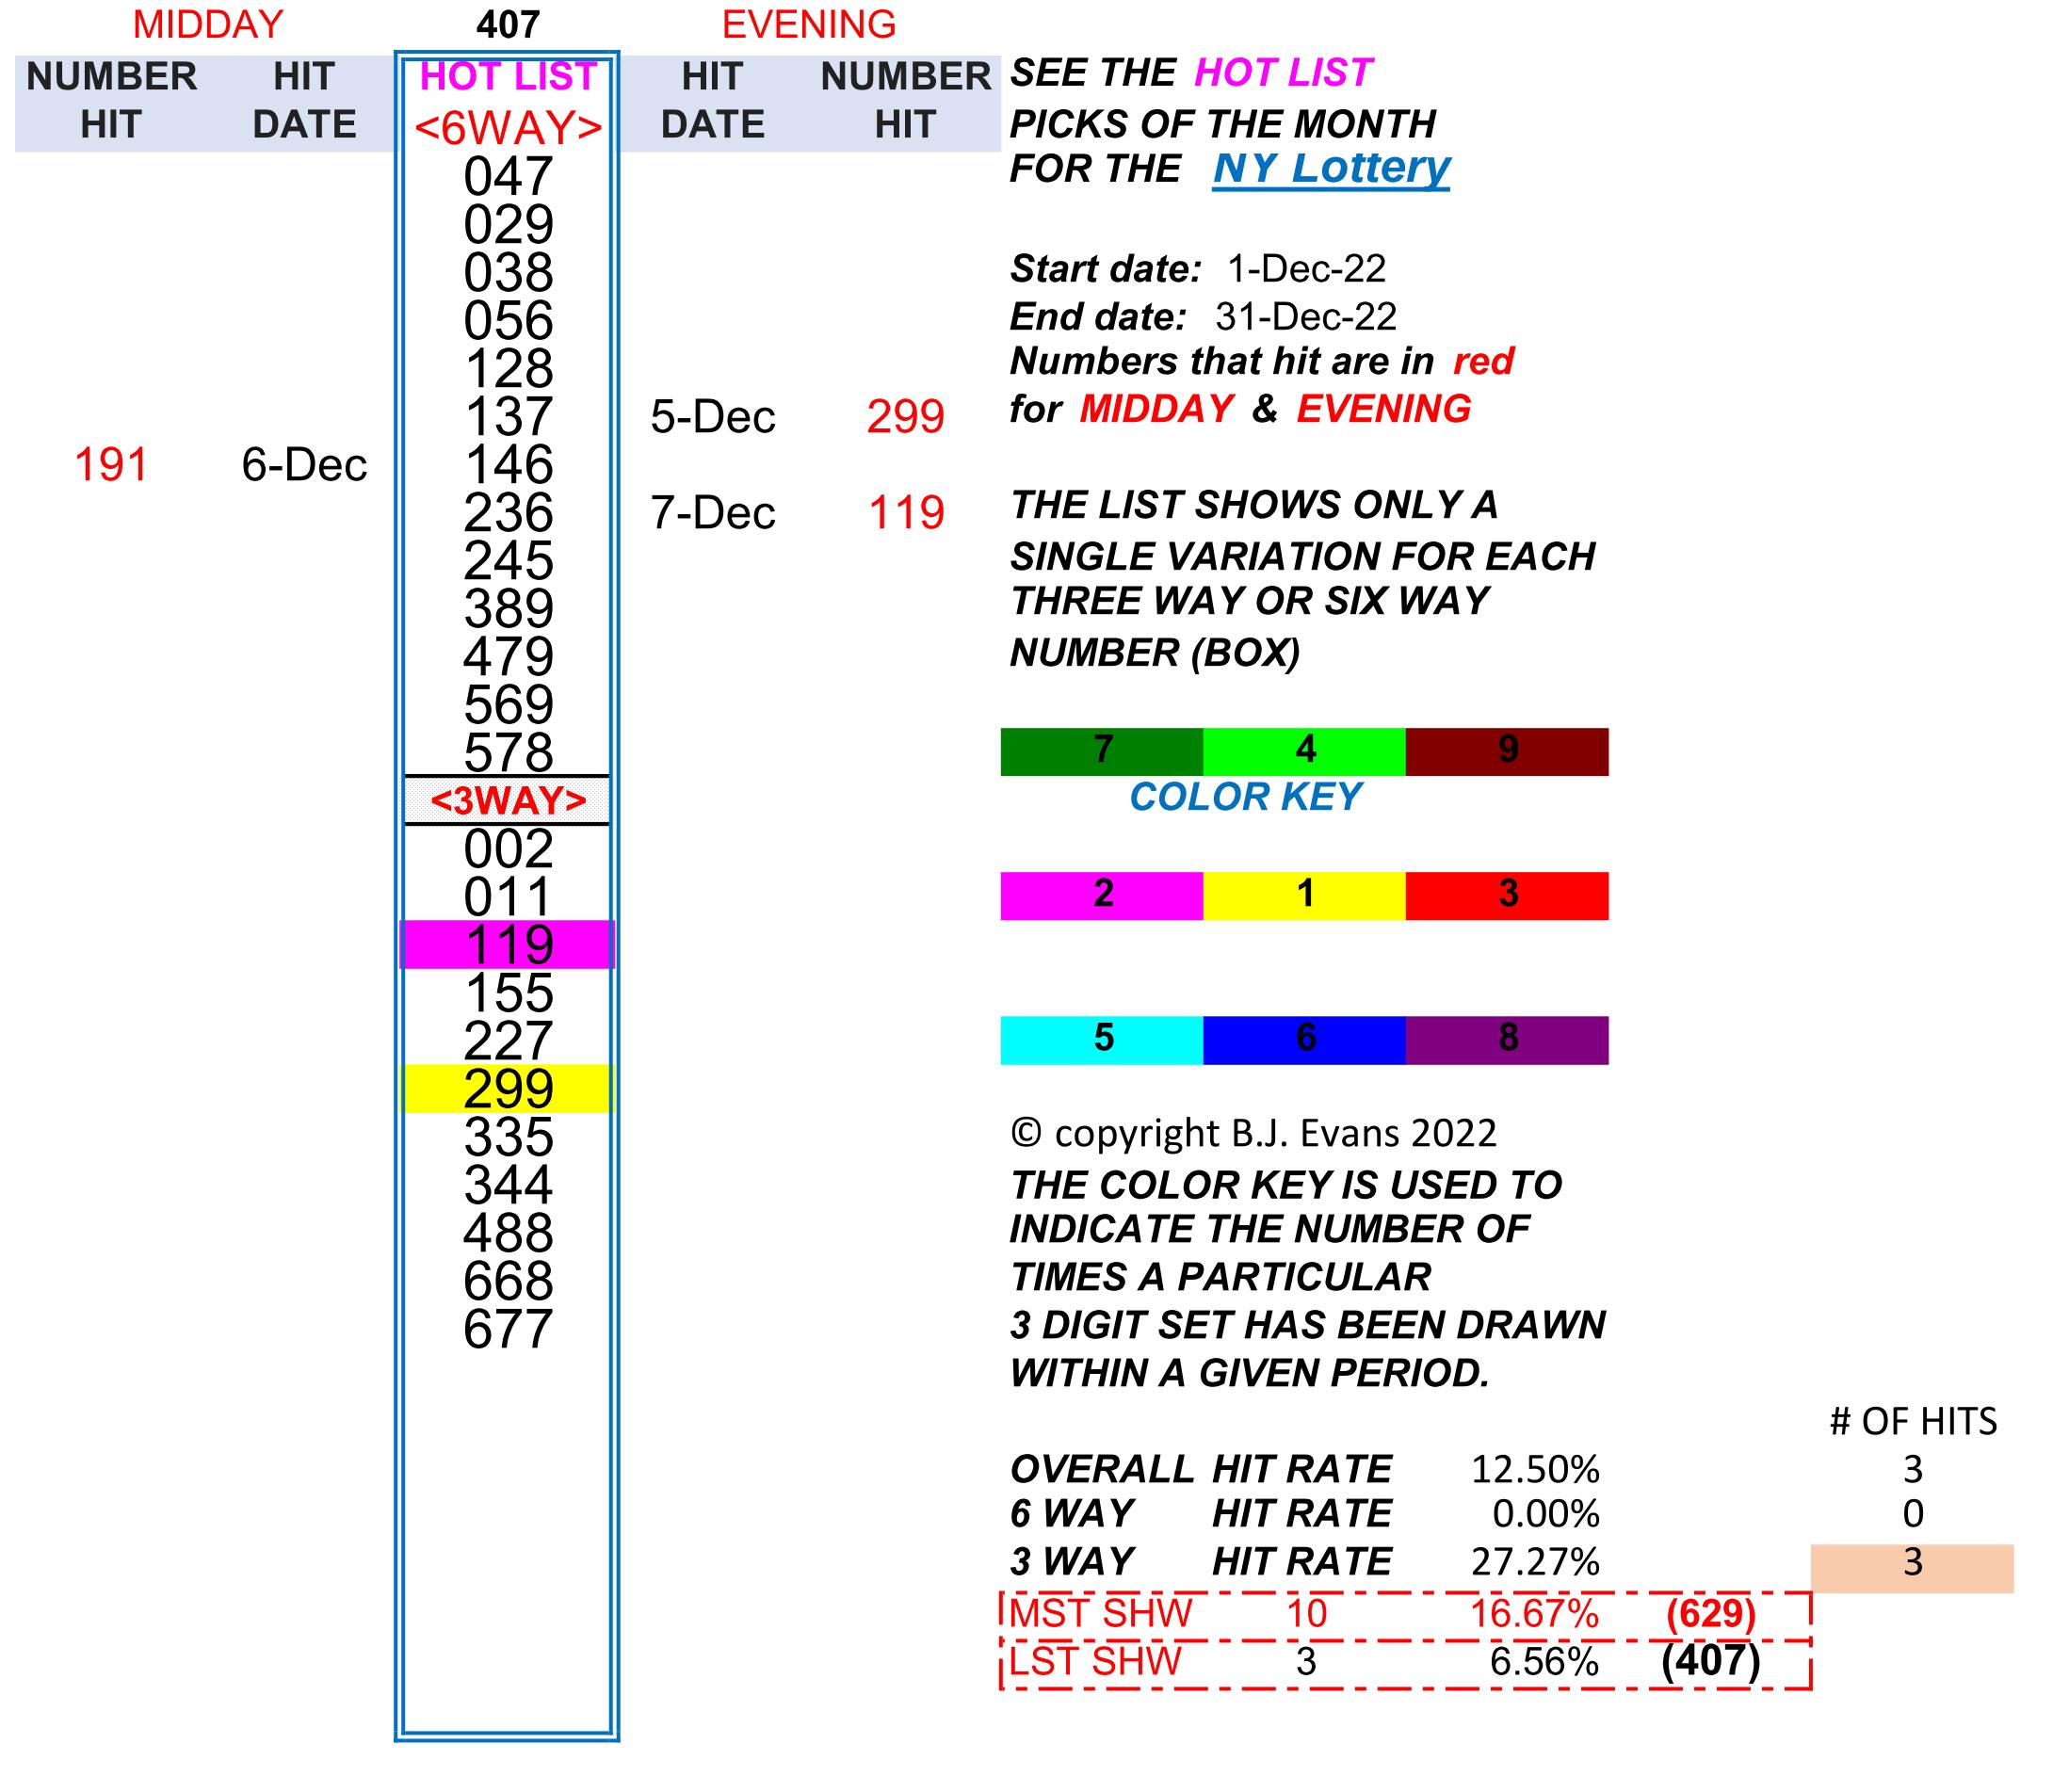 MIDDAY 407 EVENING
NUMBER HIT HOT LIST HIT NUMBER
HIT DATE <6WAY> DATE HIT
047
029
038
056
128
137 5-Dec 299
191 6-Dec 146
236 7-Dec 119
245
389
479
569
578
<3WAY>
002
011
119
155
227
299
335
344
488
668
677
SEE THE HOT LIST
PICKS OF THE MONTH
FOR THE NY Lottery
Start date: 1-Dec-22
End date: 31-Dec-22
Numbers that hit are in red
for MIDDAY & EVENING
THE LIST SHOWS ONLY A
SINGLE VARIATION FOR EACH
THREE WAY OR SIX WAY
NUMBER (BOX)
7 4 9
COLOR KEY
2 1 3
5 6 8
© copyright B.J. Evans 2022
THE COLOR KEY IS USED TO
INDICATE THE NUMBER OF
TIMES A PARTICULAR
3 DIGIT SET HAS BEEN DRAWN
WITHIN A GIVEN PERIOD.
# OF HITS
OVERALL HIT RATE 12.50% 3
6 WAY HIT RATE 0.00% 0
3 WAY HIT RATE 27.27% 3
MST SHW 10 16.67% (629)
LST SHW 3 6.56% (407)